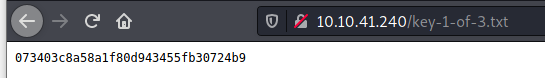 10.10.41.240/key-1-of-3.txt
073403c8a58a1f80d943455fb30724b9